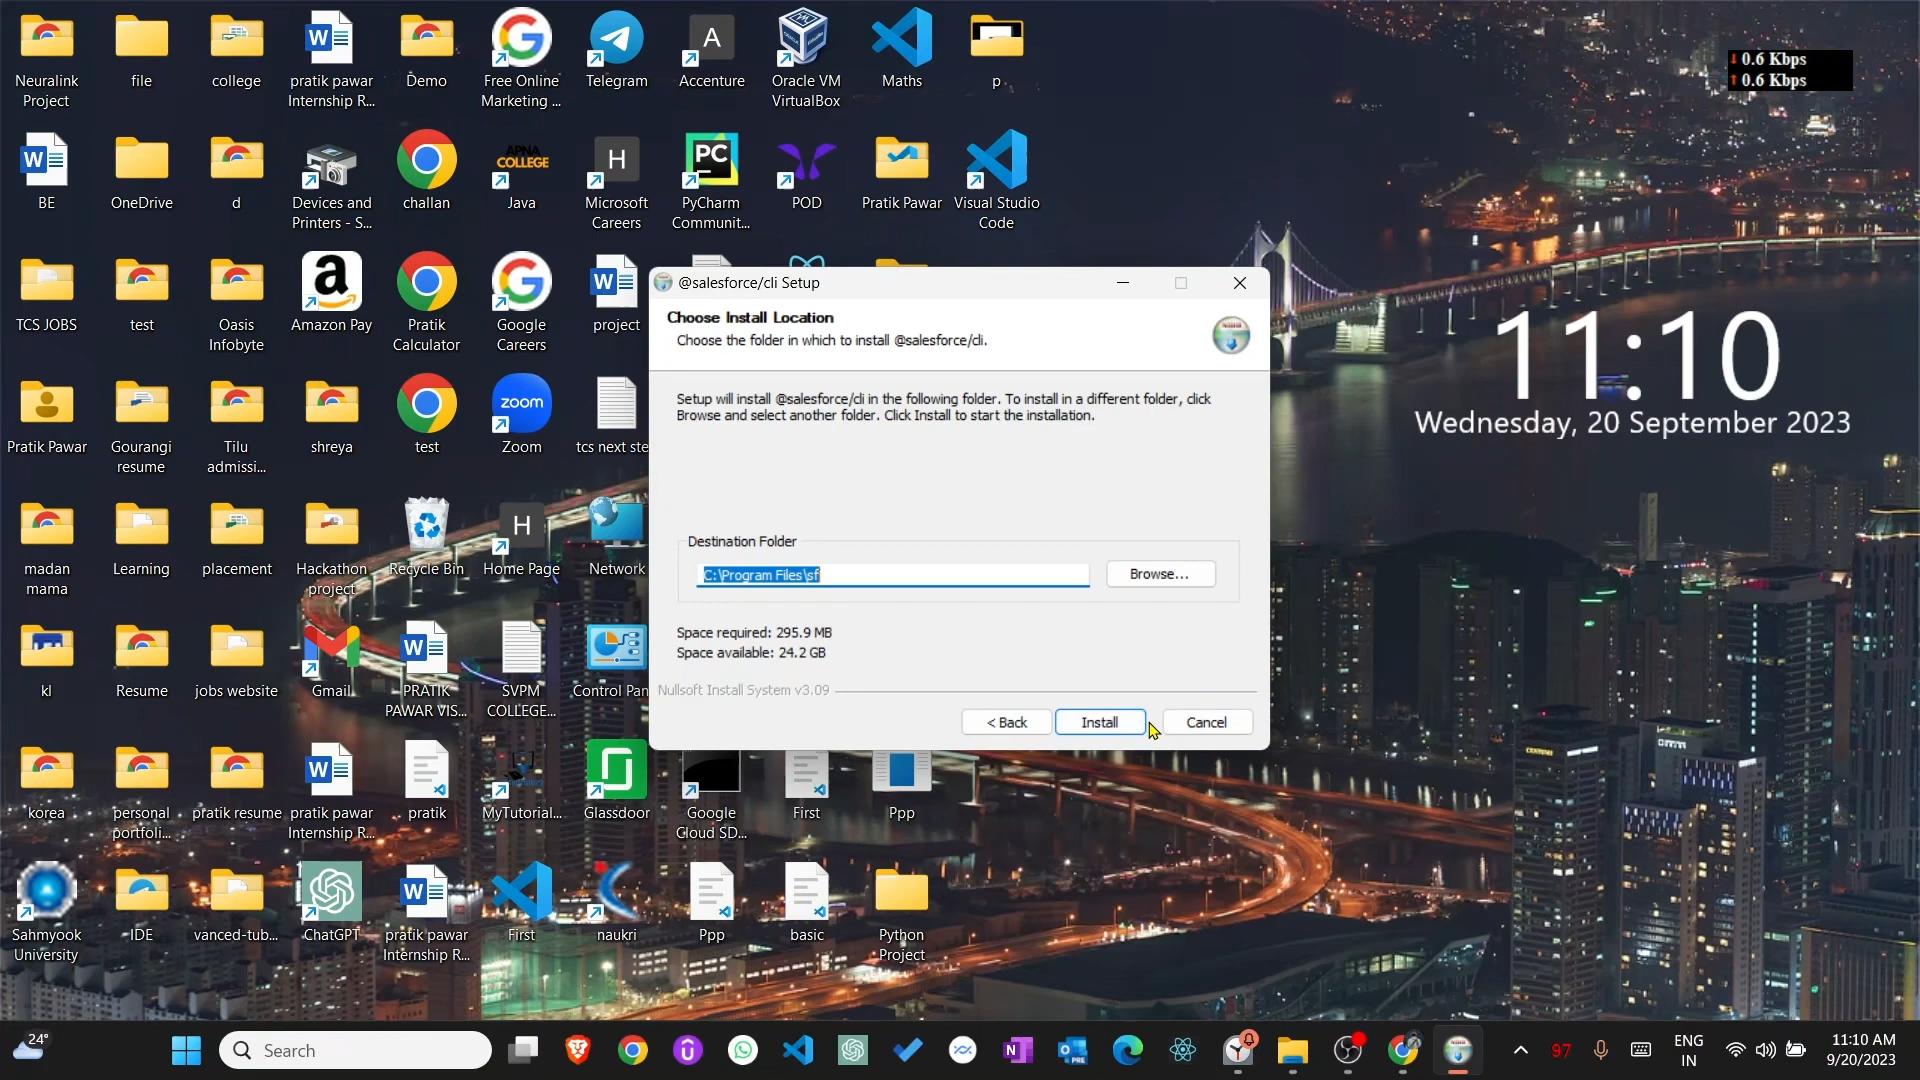 Neuralink
Project
file
college
pratik pawar
Internship R...
Demo
Free Online
Marketing ...
Telegram
A
Accenture
Oracle VM
VirtualBox
Maths
p
0.6 Kbps
0.6 Kbps
BE
OneDrive
d
Devices and
Printers - S...
challan
APNA
COLLEGE
Java
H
Microsoft
Careers
PC
PyCharm
Communit...
POD
Pratik Pawar
Visual Studio
Code
TCS JOBS
test
Oasis
Infobyte
Amazon Pay
Pratik
Calculator
Google
Careers
project
11:10
Wednesday, 20 September 2023
Pratik Pawar
Gourangi
resume
Tilu
admissi...
shreya
test
zoom
Zoom
tcs next ste
madan
mama
Learning
placement
Hackathon
project
Recycle Bin
H
Home Page
Network
kl
Resume
jobs website
Gmail
PRATIK
PAWAR VIS...
SVPM
COLLEGE...
Control Pan
@salesforce/cli Setup
Choose Install Location
Choose the folder in which to install @salesforce/cli.
Setup will install @salesforce/cli in the following folder. To install in a different folder, click
Browse and select another folder. Click Install to start the installation.
Destination Folder
C:\Program Files\sf
Browse...
Space required: 295.9 MB
Space available: 24.2 GB
Nullsoft Install System v3.09
< Back
Install
Cancel
korea
personal
portfoli...
pratik resume
pratik pawar
Internship R...
pratik
MyTutorial...
Glassdoor
Google
Cloud SD...
First
Ppp
Sahmyook
University
IDE
vanced-tub...
ChatGPT
pratik pawar
Internship R...
First
naukri
Ppp
basic
Python
Project
24°
Search
97
ENG
IN
11:10 AM
9/20/2023